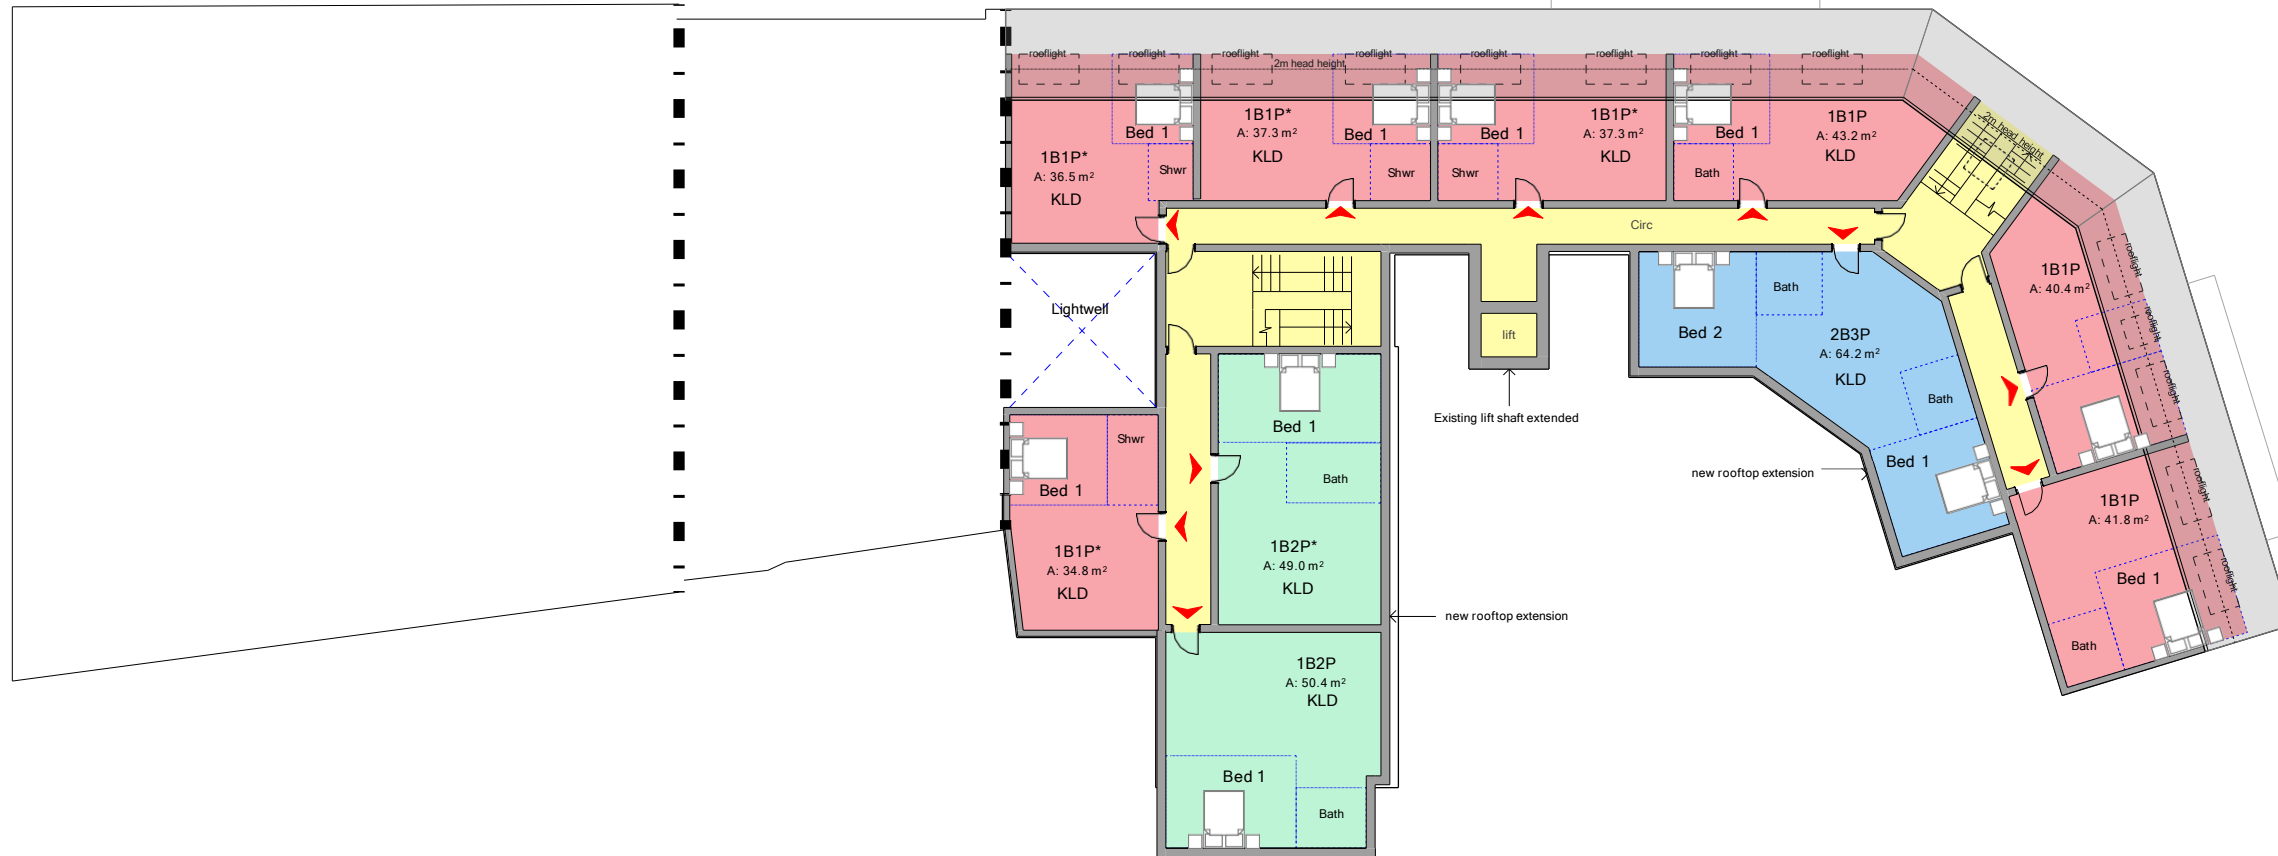 rooflight
rooflight
rooflight
rooflight
rooflight
rooflight
rooflight
rooflight
2m head height
1B1P*
A: 36.5 m²
KLD
Bed 1
Shwr
1B1P*
A: 37.3 m²
KLD
Bed 1
Shwr
Bed 1
Shwr
1B1P*
A: 37.3 m²
KLD
Bed 1
Bath
1B1P
A: 43.2 m²
KLD
2m head height
Circ
Lightwell
lift
Existing lift shaft extended
Bed 2
Bath
2B3P
A: 64.2 m²
KLD
Bath
Bed 1
new rooftop extension
1B1P
A: 40.4 m²
rooflight
rooflight
rooflight
1B1P
A: 41.8 m²
Bed 1
Bath
rooflight
rooflight
Bed 1
Shwr
1B1P*
A: 34.8 m²
KLD
Bed 1
Bath
1B2P*
A: 49.0 m²
KLD
new rooftop extension
1B2P
A: 50.4 m²
KLD
Bed 1
Bath